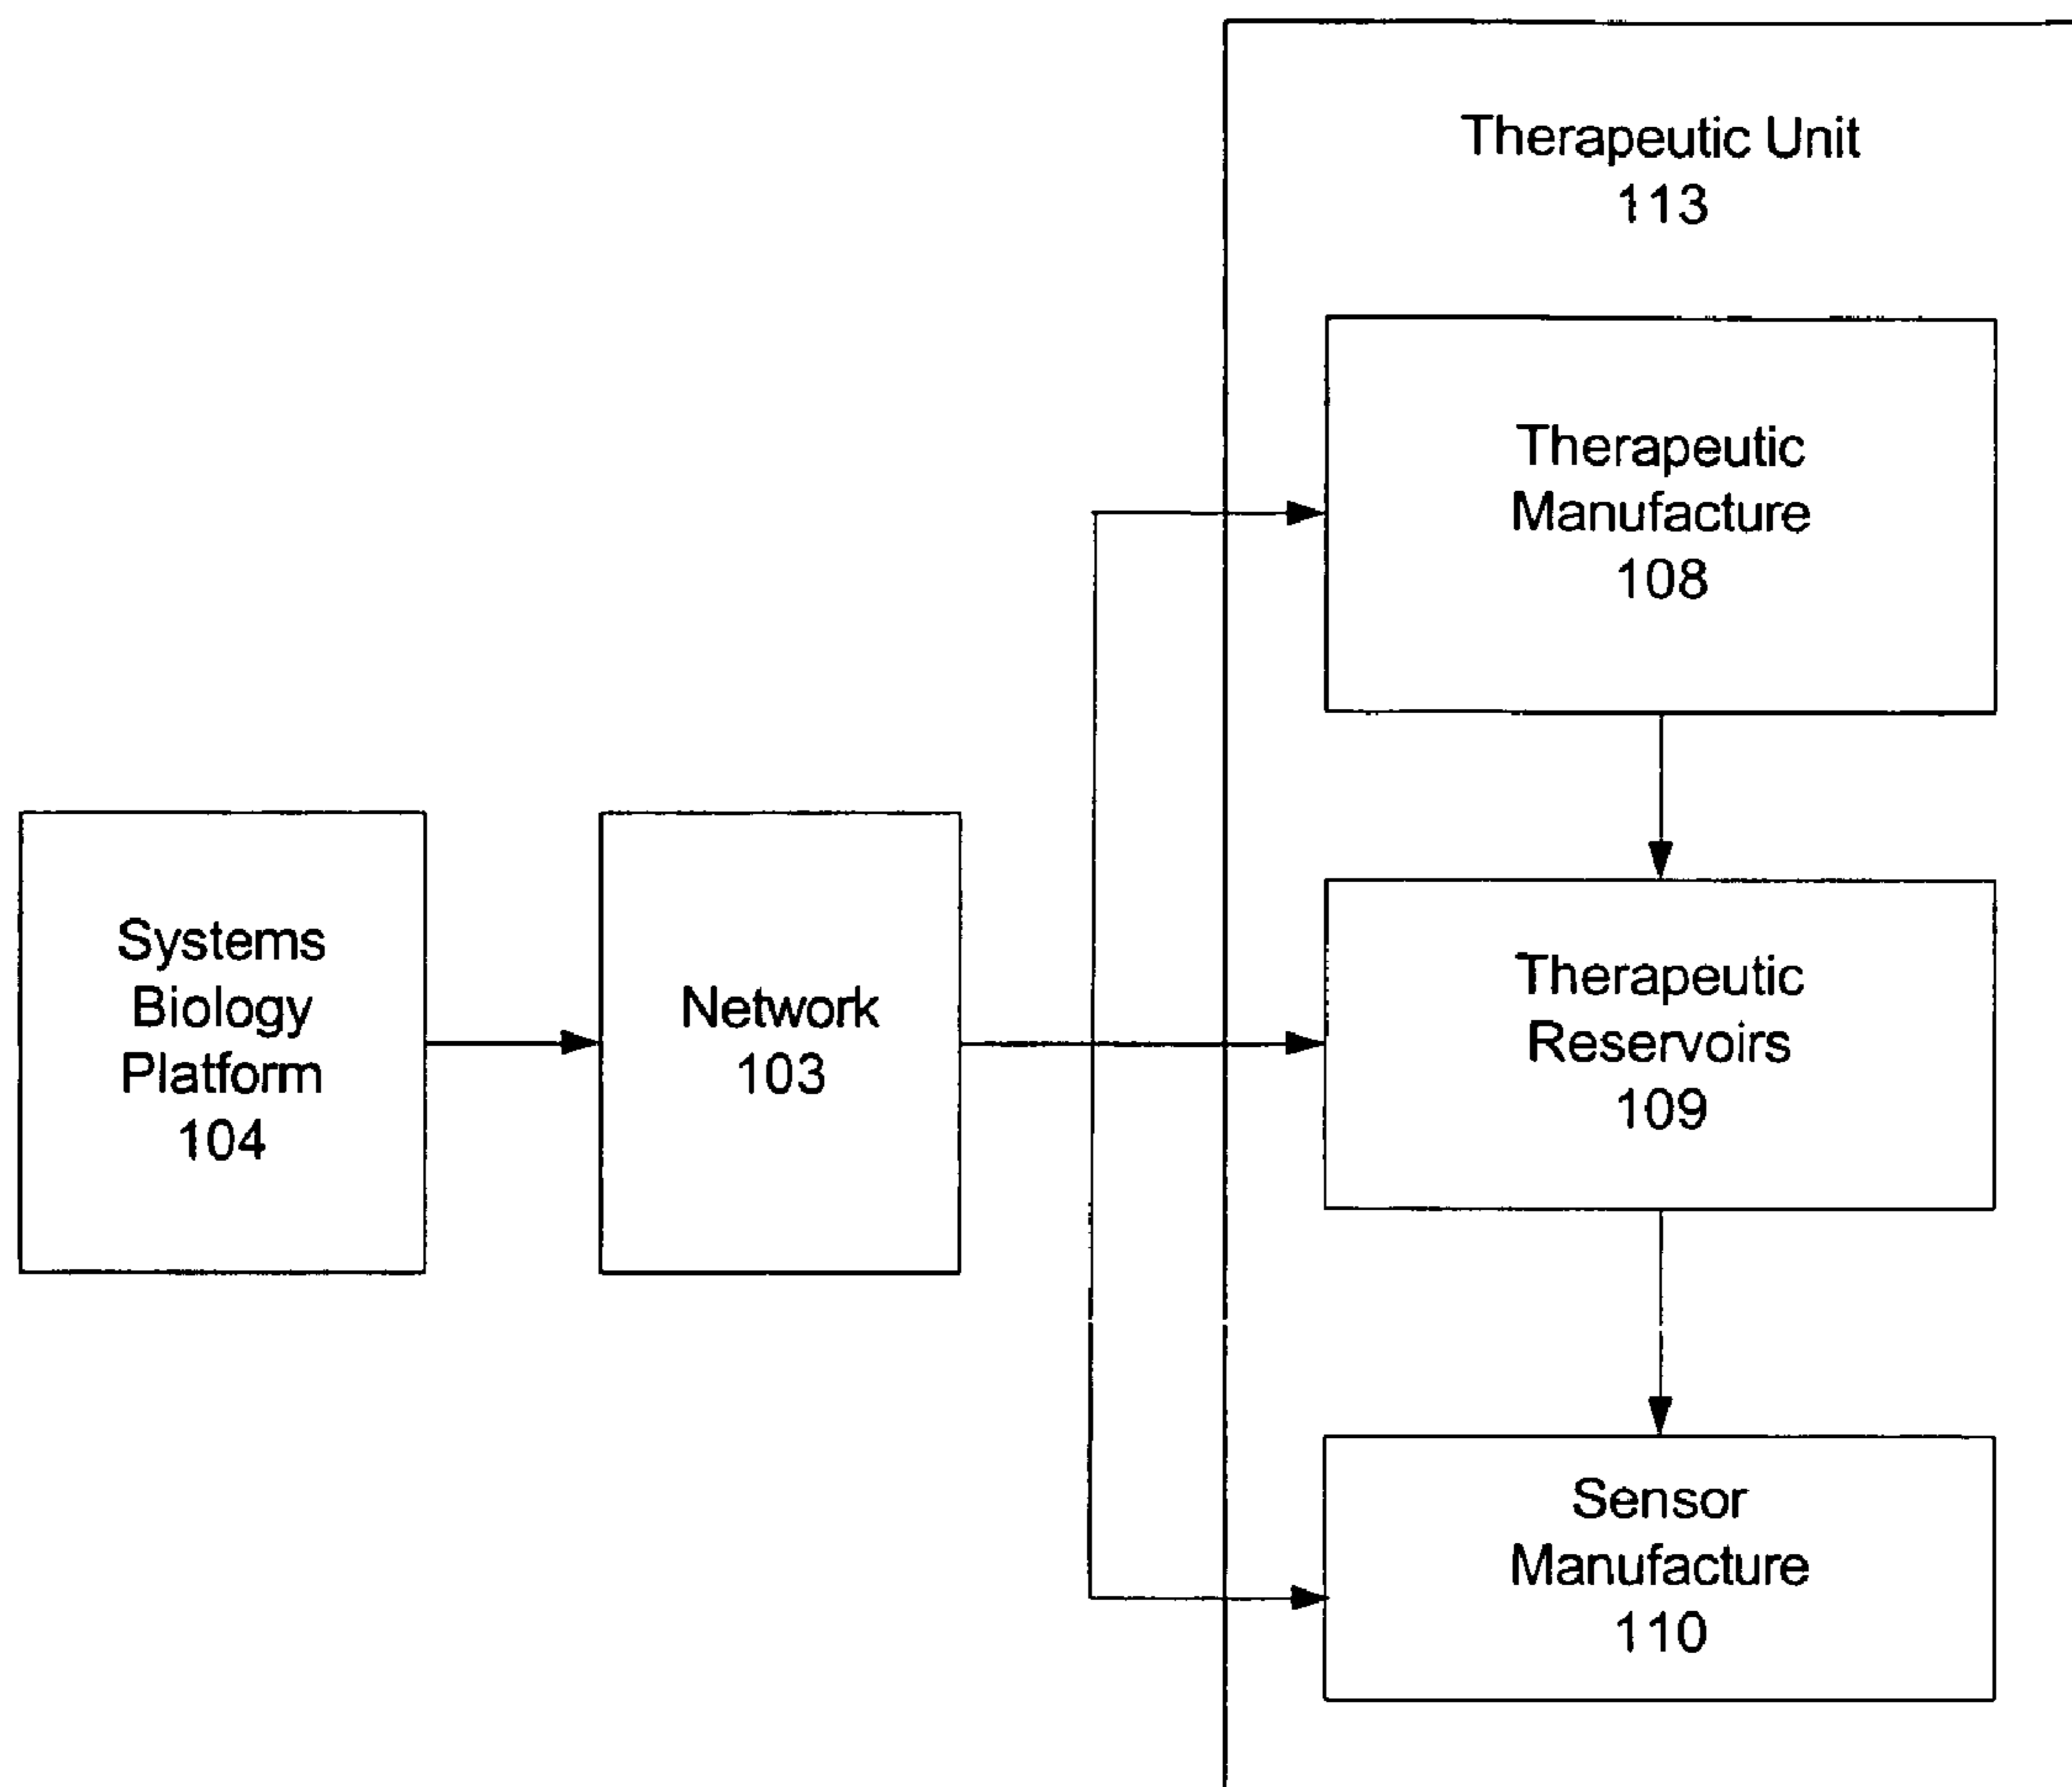 Therapeutic Unit
113
Therapeutic
Manufacture
108
Systems
Biology
Platform
104
Network
103
Therapeutic
Reservoirs
109
Sensor
Manufacture
110